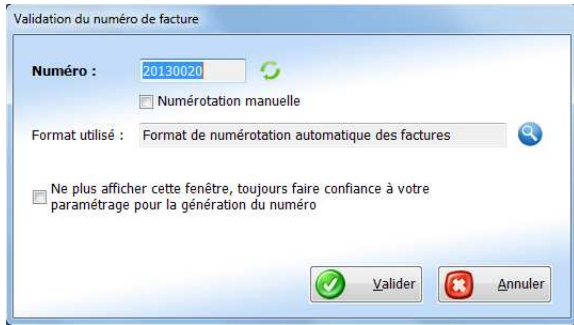 Validation du numéro de facture
Numéro : 20130020
Numérotation manuelle
Format utilisé : Format de numérotation automatique des factures
Ne plus afficher cette fenêtre, toujours faire confiance à votre
paramétrage pour la génération du numéro
Valider Annuler